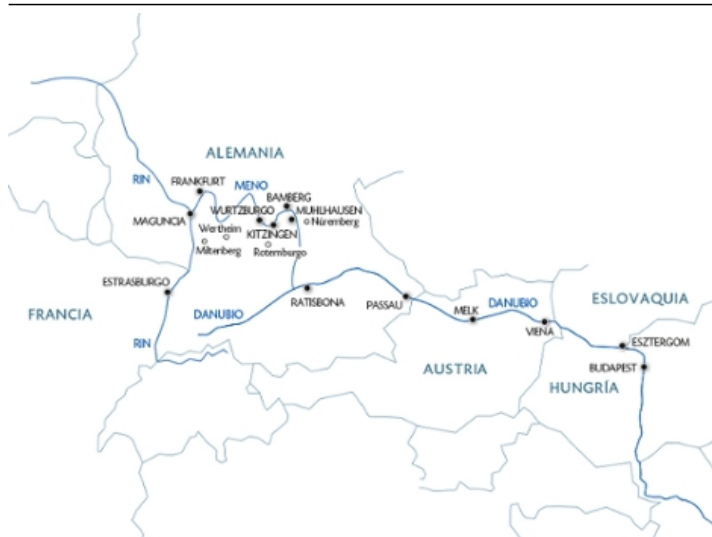 ALEMANIA
RIN
FRANKFURT
MENO
BAMBERG
MAGUNCIA
WURTZBURGO
MUHLHAUSEN
Nüremberg
Wertheim
KITZINGEN
Miltenberg
Rotemburgo
ESTRASBURGO
FRANCIA
RIN
DANUBIO
RATISBONA
PASSAU
MELK
DANUBIO
VIENA
ESLOVAQUIA
ESZTERGOM
AUSTRIA
BUDAPEST
HUNGRÍA